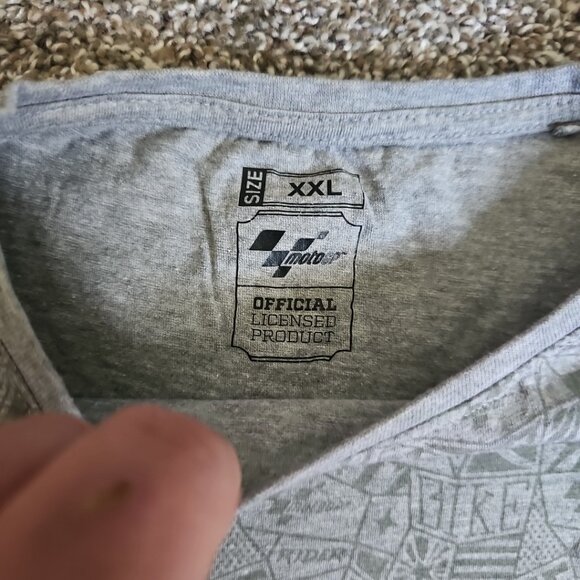 SIZE XXL
motoGP
OFFICIAL
LICENSED
PRODUCT
BIKE
RIDER